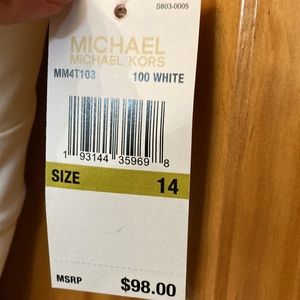 S803-0005
MICHAEL
MICHAEL KORS
MM4T103 100 WHITE
1 93144 35969 8
SIZE 14
MSRP $98.00